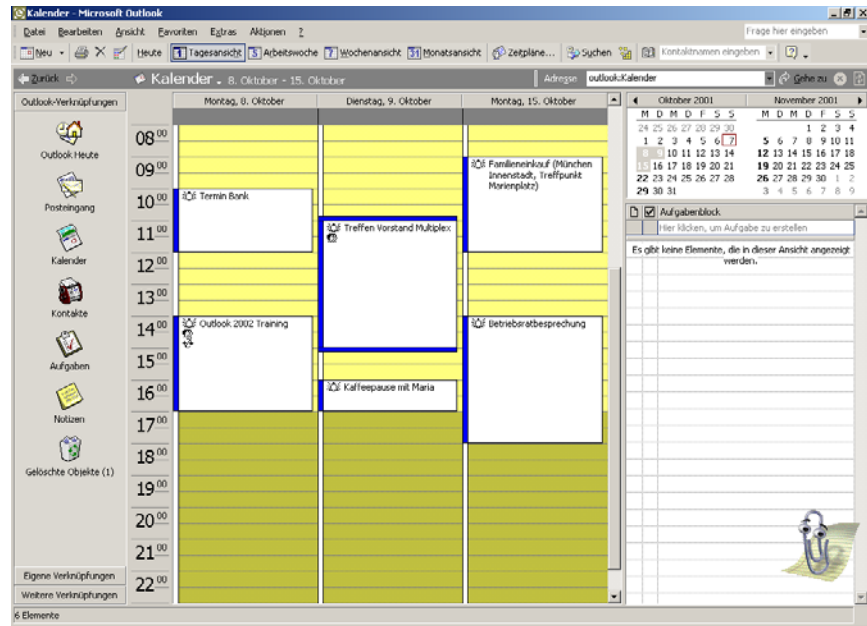 Kalender - Microsoft Outlook
Datei Bearbeiten Ansicht Favoriten Extras Aktionen ?
Frage hier eingeben
Neu Heute 1 Tagesansicht 5 Arbeitswoche 7 Wochenansicht 31 Monatsansicht Zeitpläne... Suchen Kontaktnamen eingeben
Zurück Kalender . 8. Oktober - 15. Oktober Adresse outlook:Kalender Gehe zu
Outlook-Verknüpfungen
Outlook Heute
Posteingang
Kalender
Kontakte
Aufgaben
Notizen
Gelöschte Objekte (1)
Eigene Verknüpfungen
Weitere Verknüpfungen
Montag, 8. Oktober Dienstag, 9. Oktober Montag, 15. Oktober
08 00
09 00
10 00
11 00
12 00
13 00
14 00
15 00
16 00
17 00
18 00
19 00
20 00
21 00
22 00
Termin Bank
Outlook 2002 Training
Treffen Vorstand Multiplex
Kaffeepause mit Maria
Familieneinkauf (München
Innenstadt, Treffpunkt
Marienplatz)
Betriebsratbesprechung
Oktober 2001
M D M D F S S
24 25 26 27 28 29 30
1 2 3 4 5 6 7
8 9 10 11 12 13 14
15 16 17 18 19 20 21
22 23 24 25 26 27 28
29 30 31
November 2001
M D M D F S S
1 2 3 4
5 6 7 8 9 10 11
12 13 14 15 16 17 18
19 20 21 22 23 24 25
26 27 28 29 30 1 2
3 4 5 6 7 8 9
Aufgabenblock
Hier klicken, um Aufgabe zu erstellen
Es gibt keine Elemente, die in dieser Ansicht angezeigt
werden.
6 Elemente